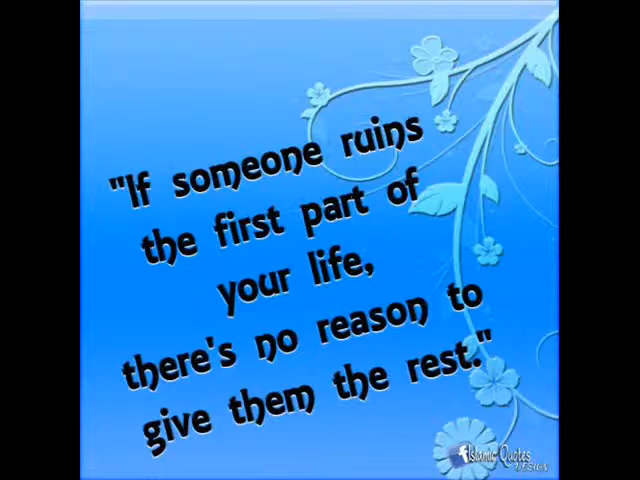 "If someone ruins
the first part of
your life,
there's no reason to
give them the rest."
Islamic Quotes
DESIGN